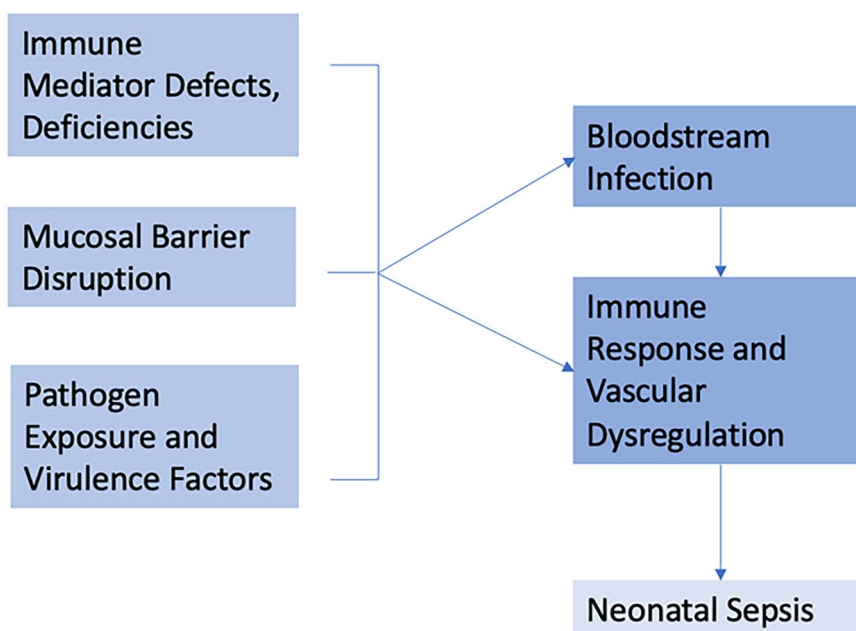 Immune
Mediator Defects,
Deficiencies
Mucosal Barrier
Disruption
Pathogen
Exposure and
Virulence Factors
Bloodstream
Infection
Immune
Response and
Vascular
Dysregulation
Neonatal Sepsis